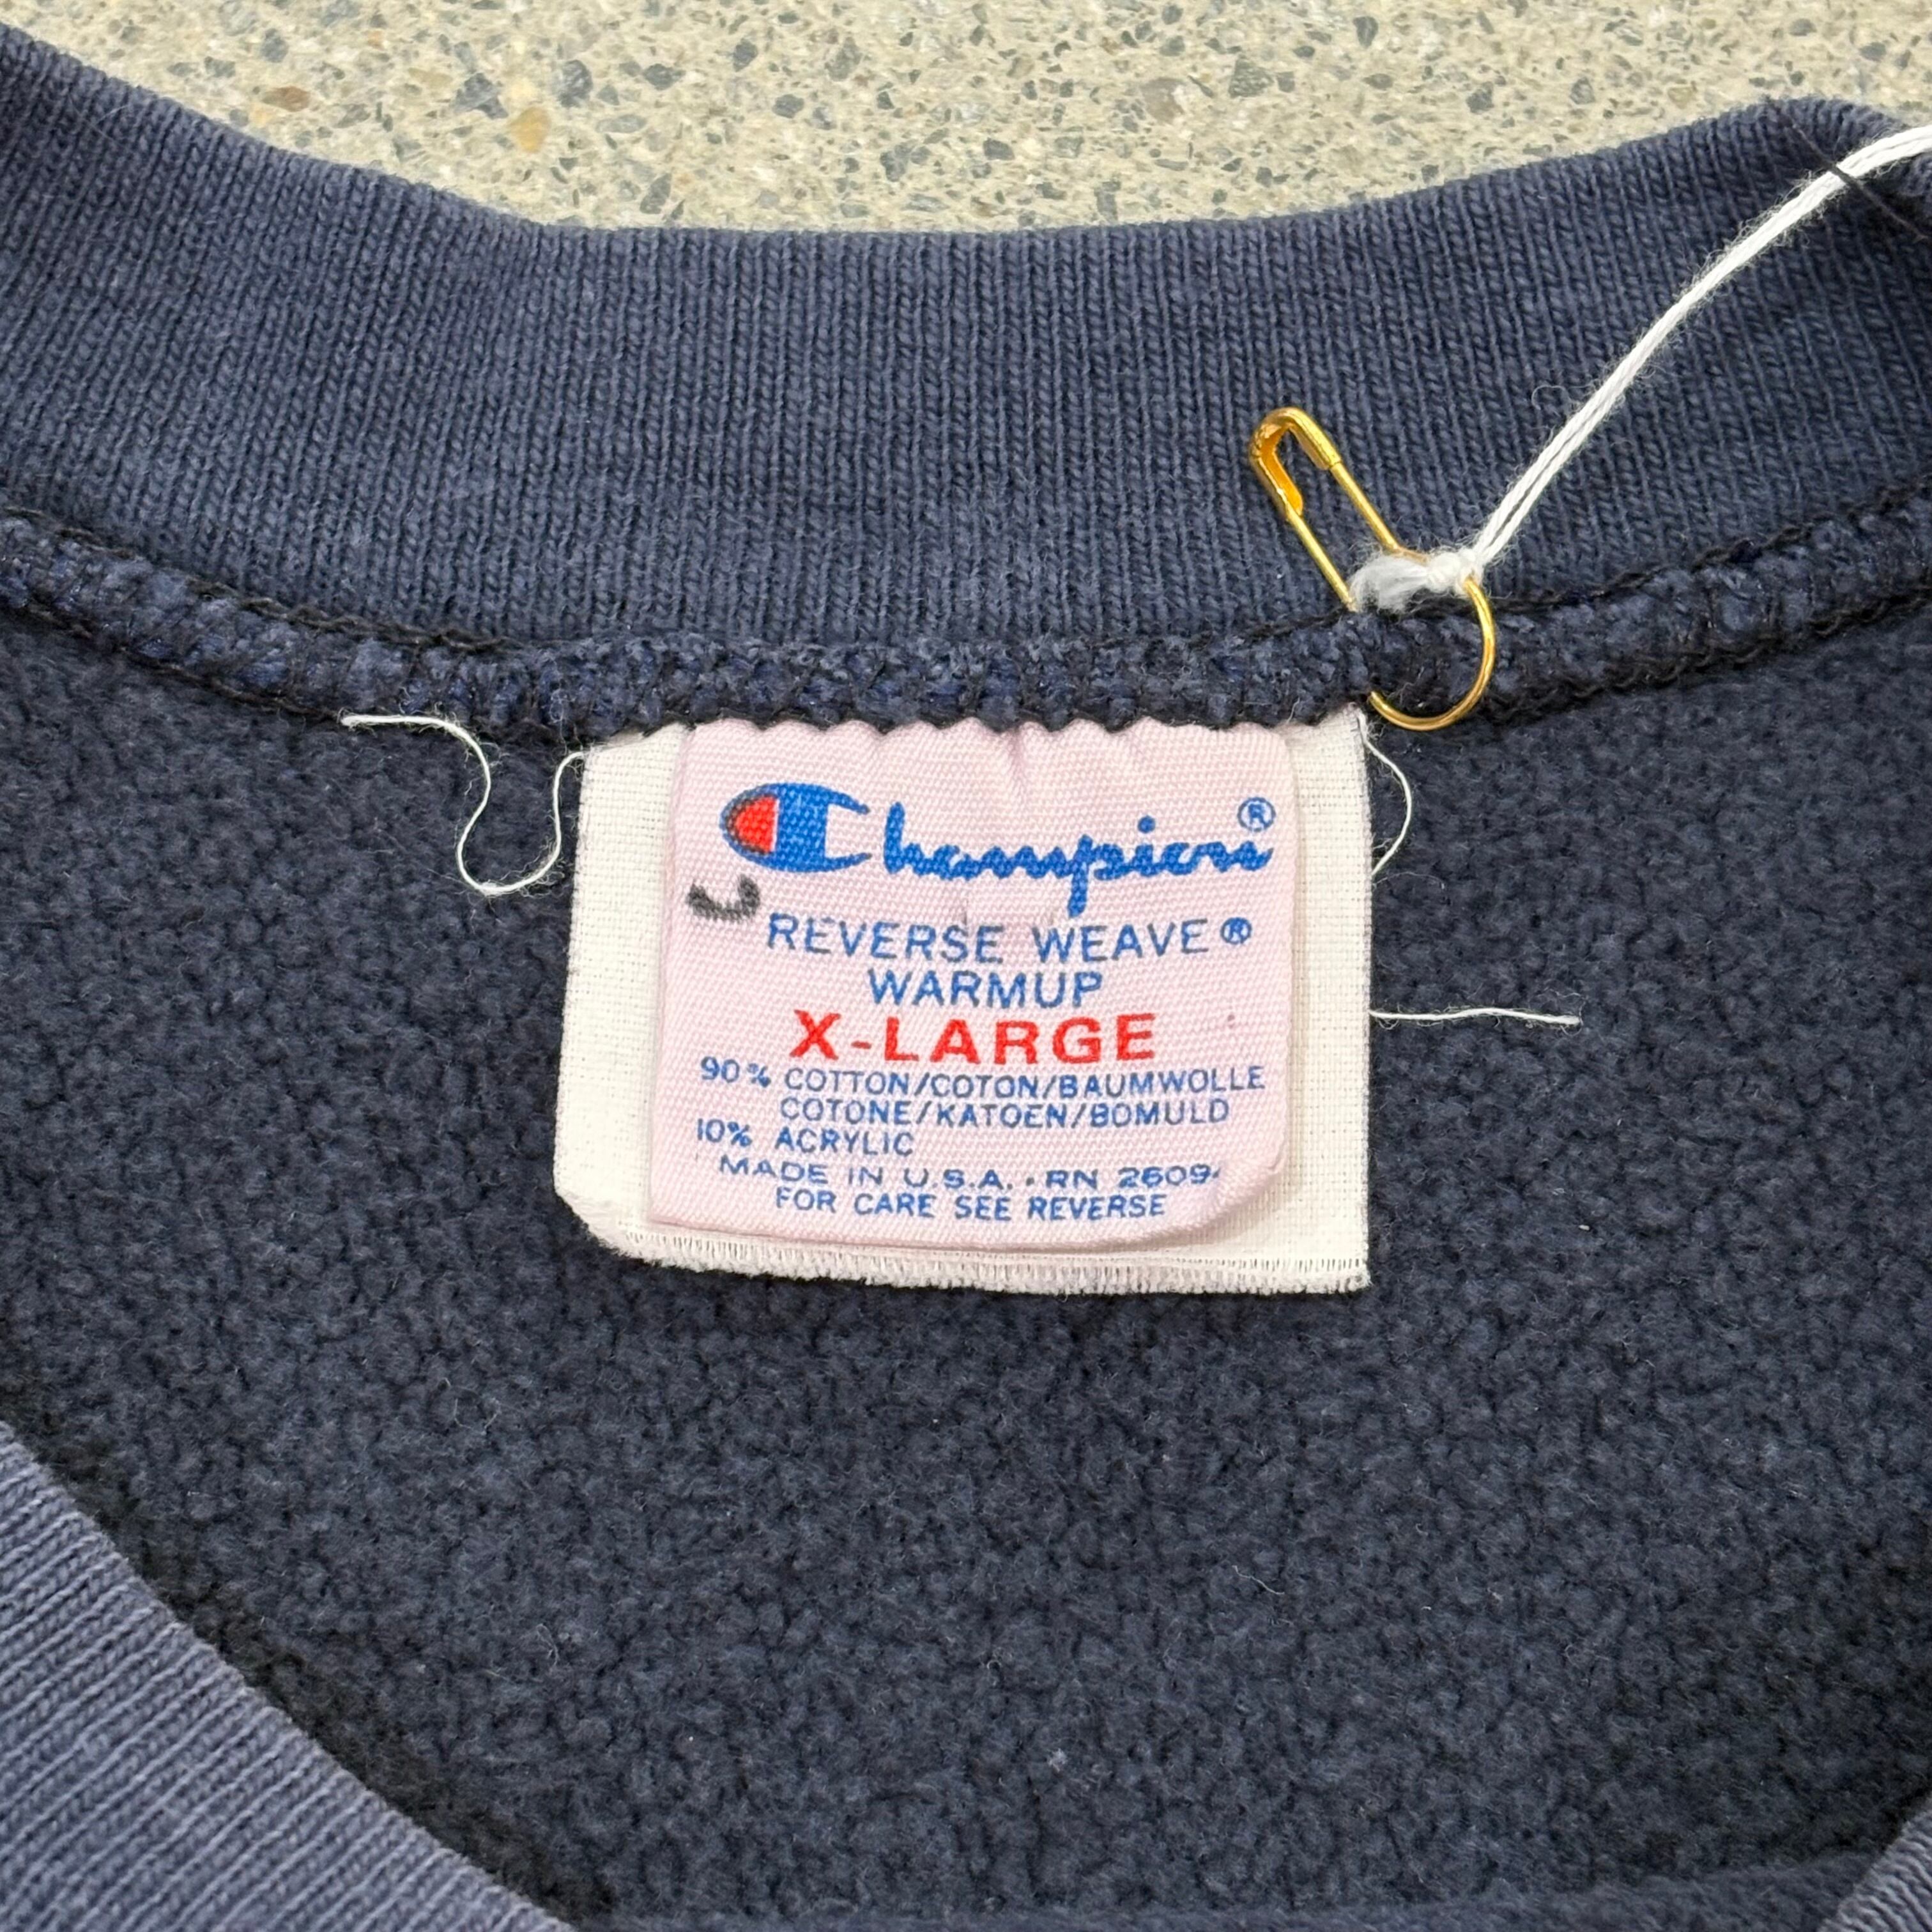 Champion®
REVERSE WEAVE®
WARMUP
X-LARGE
90% COTTON/COTON/BAUMWOLLE
COTONE/KATOEN/BOMULD
10% ACRYLIC
MADE IN U.S.A. • RN
FOR CARE SEE REVERSE